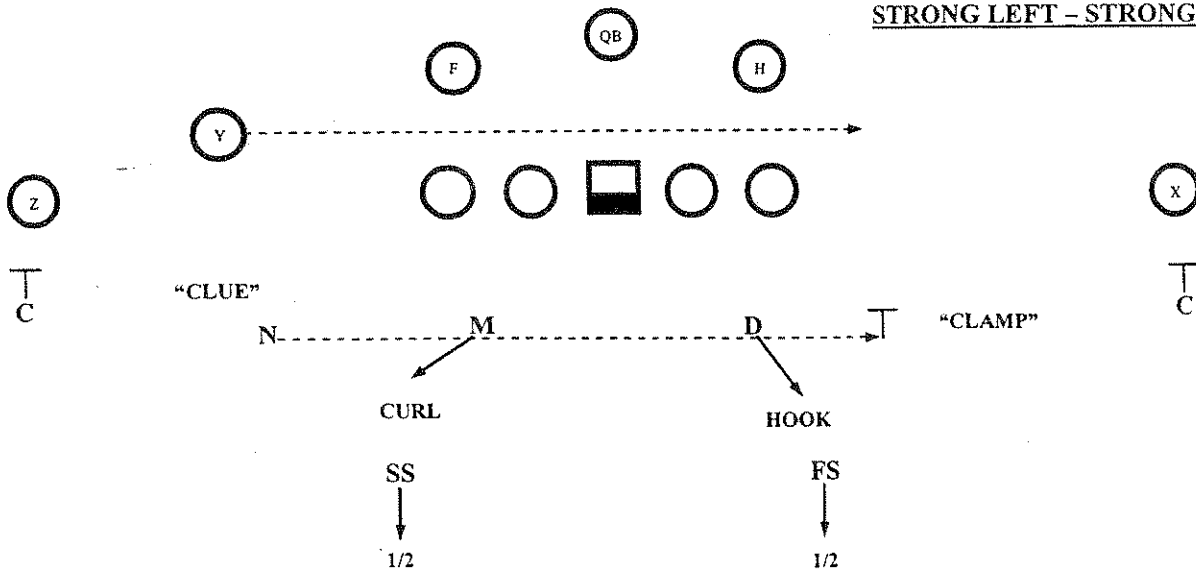 STRONG LEFT – STRONG
QB
F
H
Y
Z
X
"CLUE"
C
C
N
M
D
"CLAMP"
CURL
HOOK
SS
FS
1/2
1/2